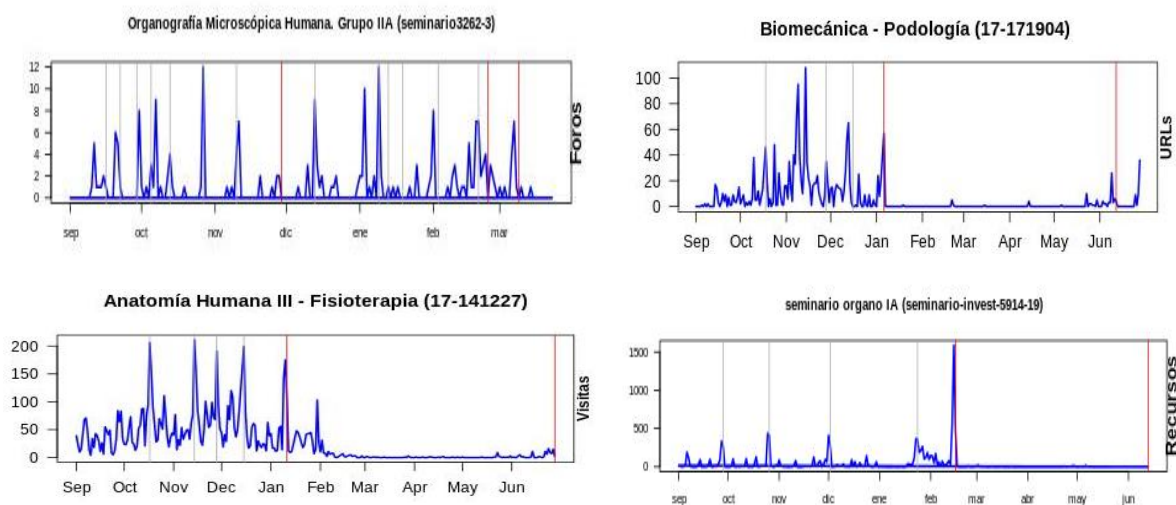 Organografía Microscópica Humana. Grupo IIA (seminario3262-3)
12
10
8
6
4
2
0
sep oct nov dic ene feb mar
Foros
Biomecánica - Podología (17-171904)
100
80
60
40
20
0
Sep Oct Nov Dec Jan Feb Mar Apr May Jun
URLs
Anatomía Humana III - Fisioterapia (17-141227)
200
150
100
50
0
Sep Oct Nov Dec Jan Feb Mar Apr May Jun
Visitas
seminario organo IA (seminario-invest-5914-19)
1500
1000
500
0
sep oct nov dic ene feb mar abr may jun
Recursos